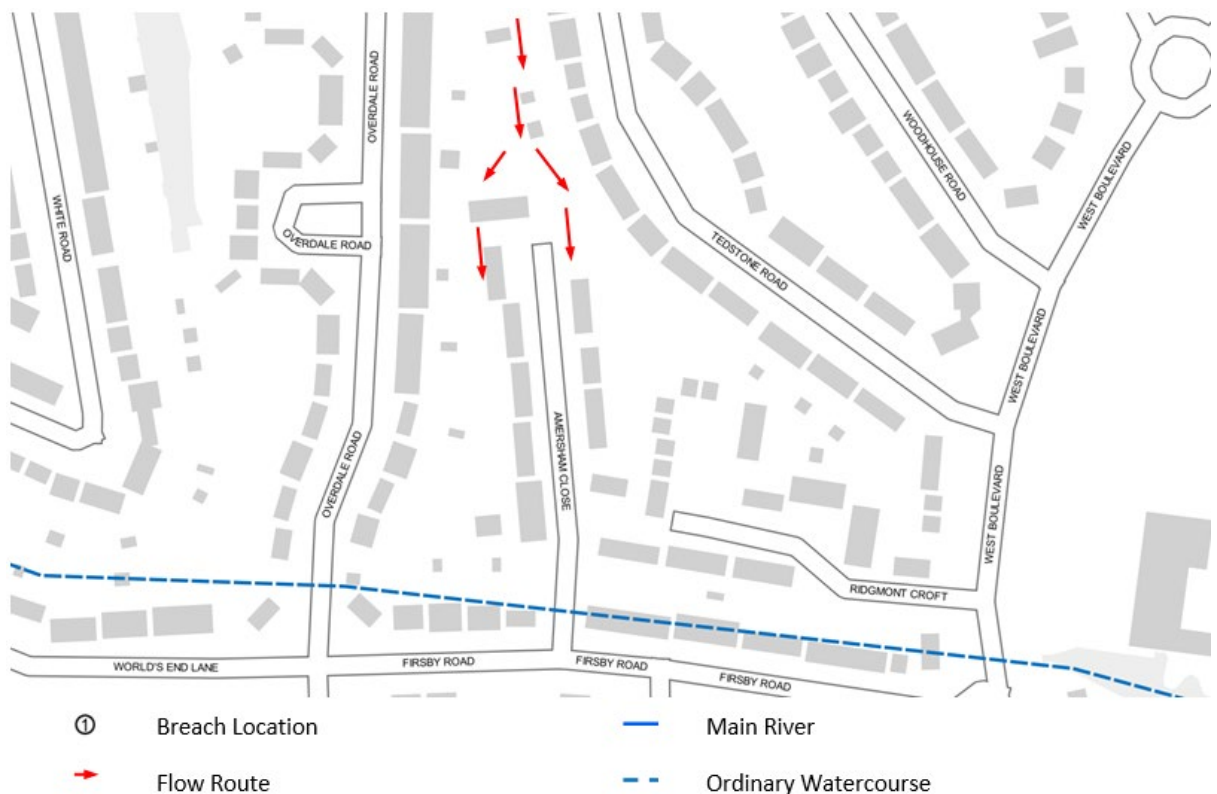 OVERDALE ROAD
WOODHOUSE ROAD
WEST BOULEVARD
WHITE ROAD
OVERDALE ROAD
TEDSTONE ROAD
WEST BOULEVARD
AMERSHAM CLOSE
OVERDALE ROAD
WEST BOULEVARD
RIDGMONT CROFT
WORLD'S END LANE
FIRSBY ROAD
FIRSBY ROAD
FIRSBY ROAD
1 Breach Location
Main River
Flow Route
Ordinary Watercourse